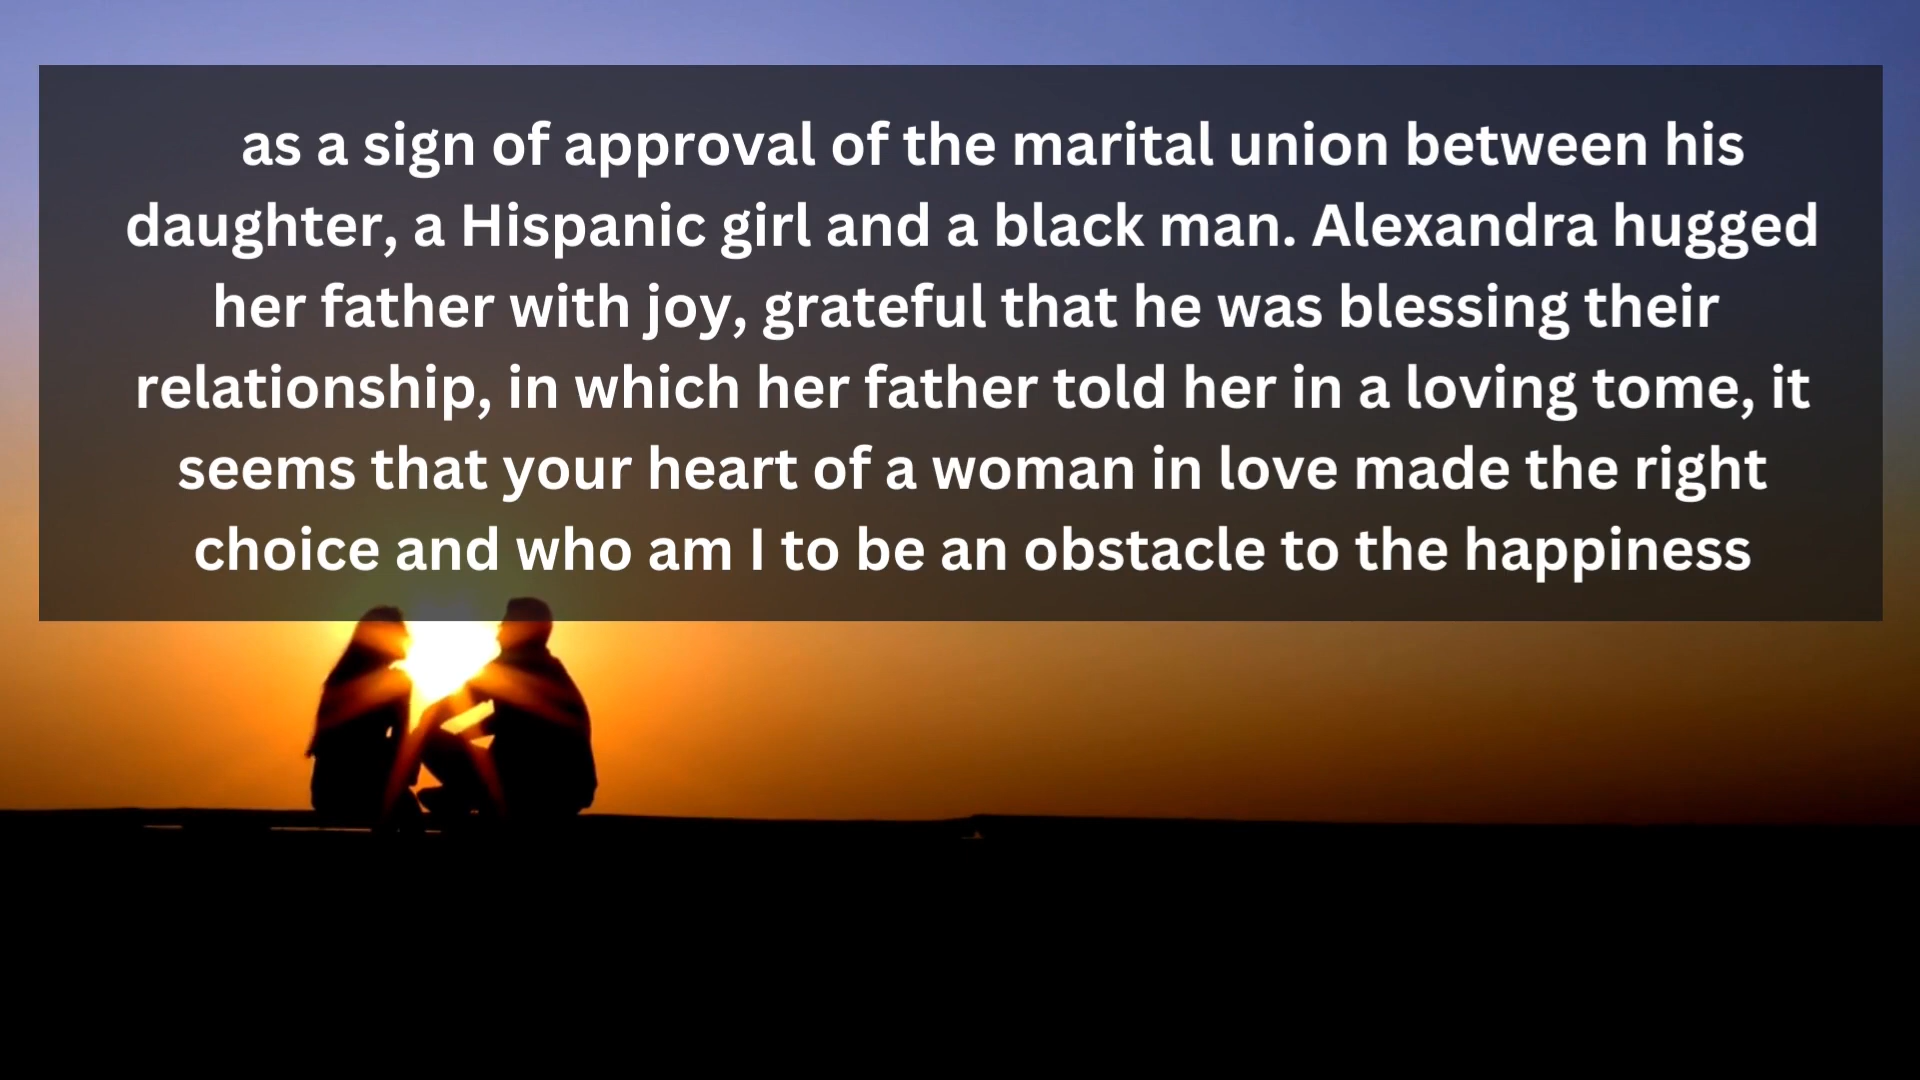 as a sign of approval of the marital union between his
daughter, a Hispanic girl and a black man. Alexandra hugged
her father with joy, grateful that he was blessing their
relationship, in which her father told her in a loving tome, it
seems that your heart of a woman in love made the right
choice and who am I to be an obstacle to the happiness